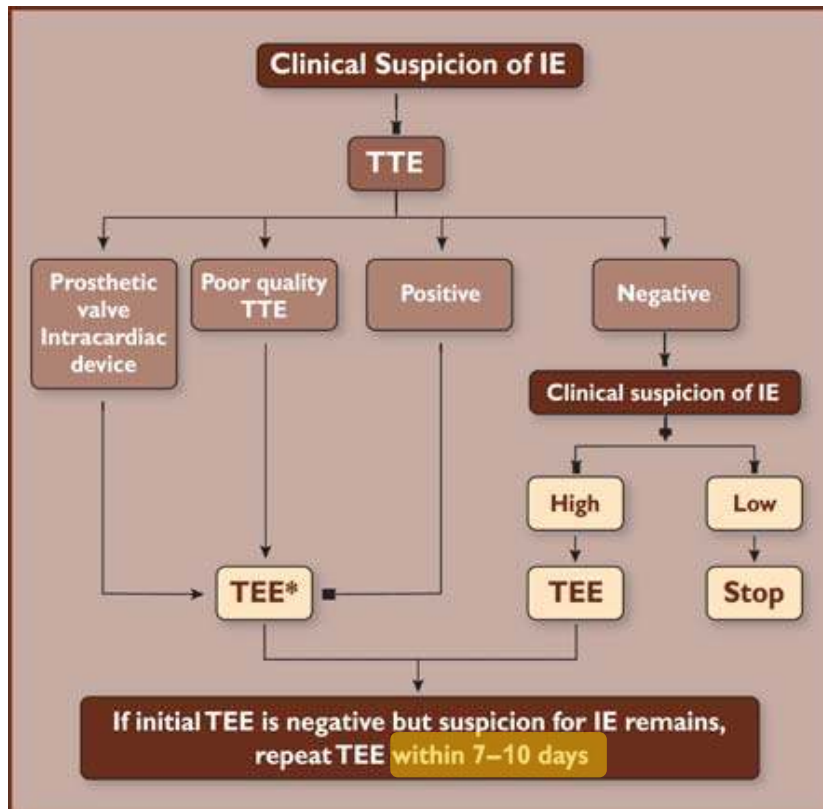 Clinical Suspicion of IE
TTE
Prosthetic
valve
Intracardiac
device
Poor quality
TTE
Positive
Negative
Clinical suspicion of IE
High
Low
TEE*
TEE
Stop
If initial TEE is negative but suspicion for IE remains,
repeat TEE within 7–10 days